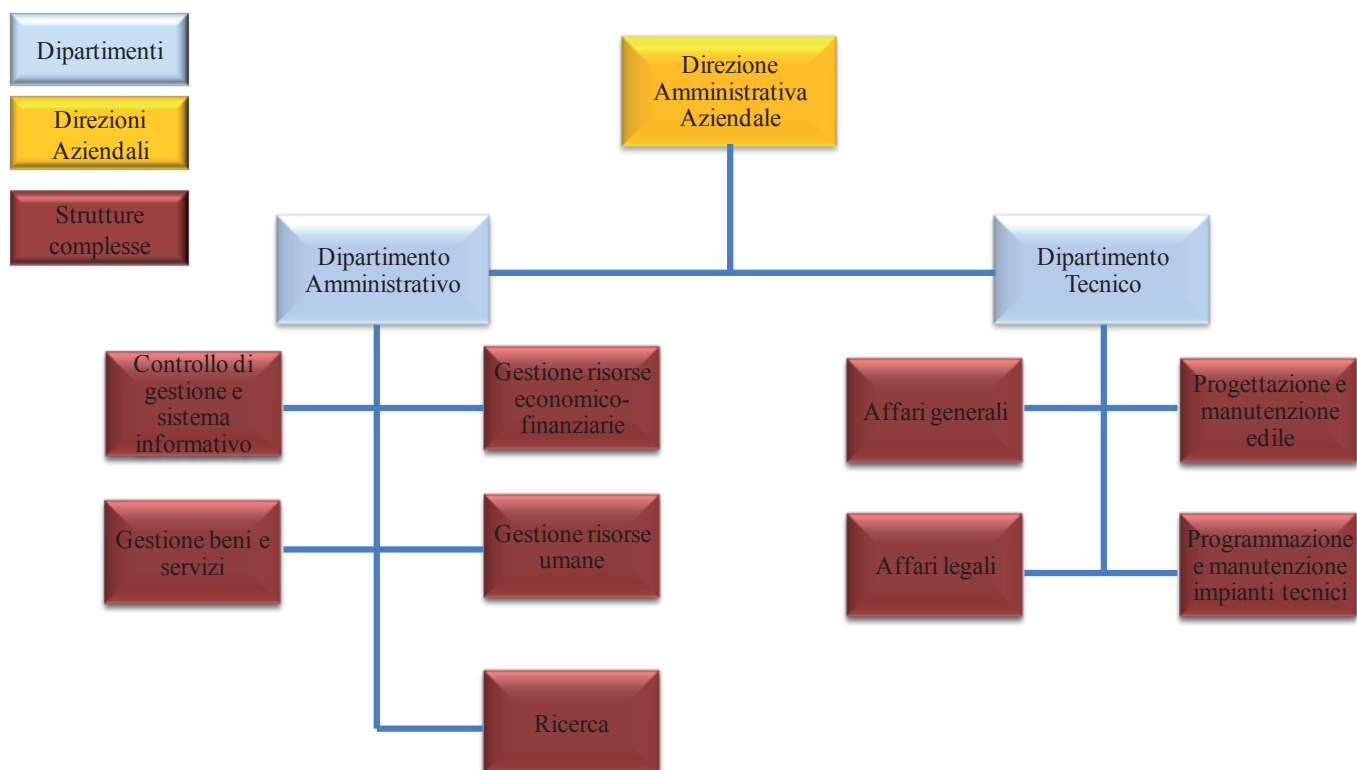 Dipartimenti
Direzioni
Aziendali
Strutture
complesse
Direzione
Amministrativa
Aziendale
Dipartimento
Amministrativo
Dipartimento
Tecnico
Controllo di
gestione e
sistema
informativo
Gestione risorse
economico-
finanziarie
Gestione beni e
servizi
Gestione risorse
umane
Ricerca
Affari generali
Progettazione e
manutenzione
edile
Affari legali
Programmazione
e manutenzione
impianti tecnici